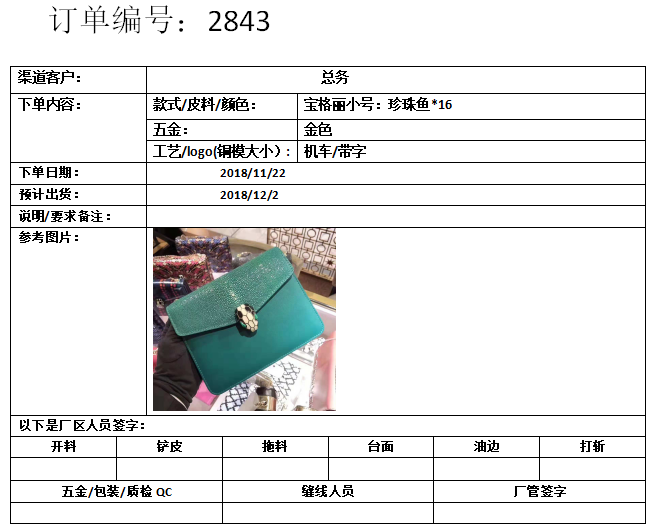 订单编号：2843
渠道客户： 总务
下单内容： 款式/皮料/颜色： 宝格丽小号：珍珠鱼*16
五金： 金色
工艺/logo(铜模大小）： 机车/带字
下单日期： 2018/11/22
预计出货： 2018/12/2
说明/要求备注：
参考图片：
以下是厂区人员签字：
开料 铲皮 拖料 台面 油边 打斩
五金/包装/质检 QC 缝线人员 厂管签字